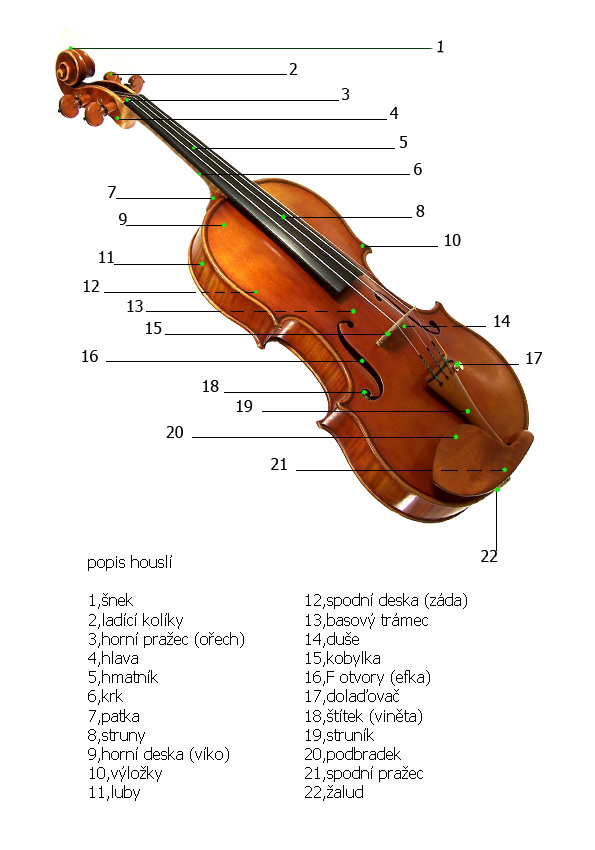 1
2
3
4
5
6
7
8
9
10
11
12
13
14
15
16
17
18
19
20
21
22
popis houslí
1,šnek
2,ladící kolíky
3,horní pražec (ořech)
4,hlava
5,hmatník
6,krk
7,patka
8,struny
9,horní deska (víko)
10,výložky
11,luby
12,spodní deska (záda)
13,basový trámec
14,duše
15,kobylka
16,F otvory (efka)
17,dolaďovač
18,štítek (viněta)
19,struník
20,podbradek
21,spodní pražec
22,žalud